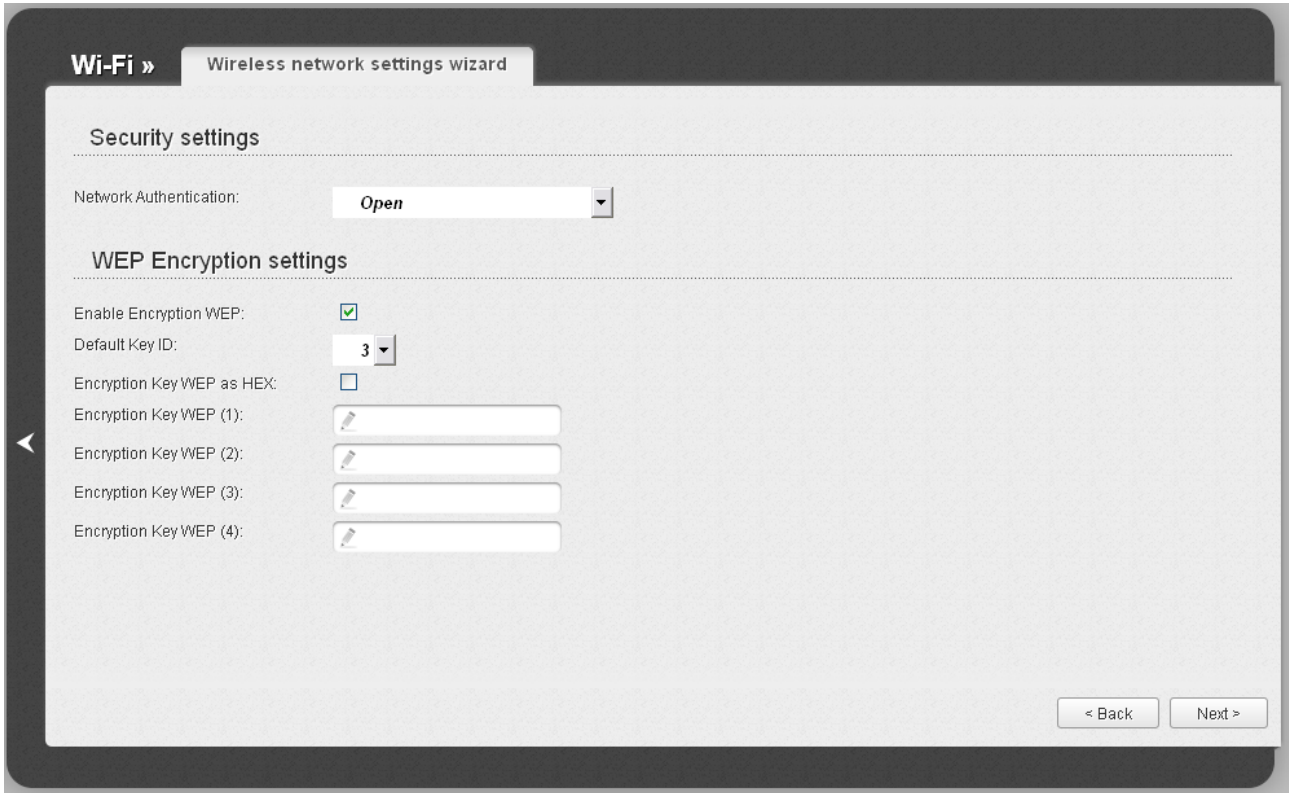 Wi-Fi » Wireless network settings wizard
Security settings
Network Authentication: Open
WEP Encryption settings
Enable Encryption WEP:
Default Key ID: 3
Encryption Key WEP as HEX:
Encryption Key WEP (1):
Encryption Key WEP (2):
Encryption Key WEP (3):
Encryption Key WEP (4):
< Back Next >